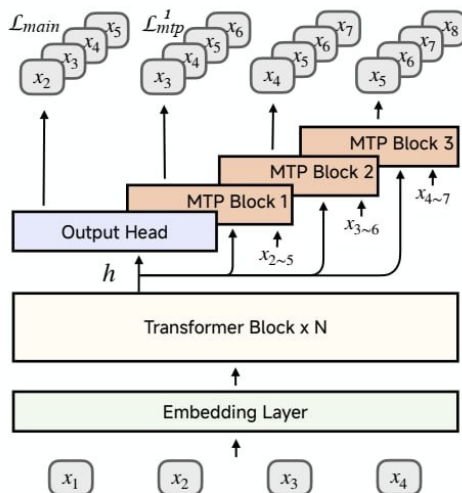 ℒ_main x₂ x₃ x₄ x₅
ℒ¹_mtp x₃ x₄ x₅ x₆
x₄ x₅ x₆ x₇
x₅ x₆ x₇ x₈
MTP Block 3
MTP Block 2
MTP Block 1
x₄~₇
x₃~₆
x₂~₅
Output Head
h
Transformer Block x N
Embedding Layer
x₁ x₂ x₃ x₄